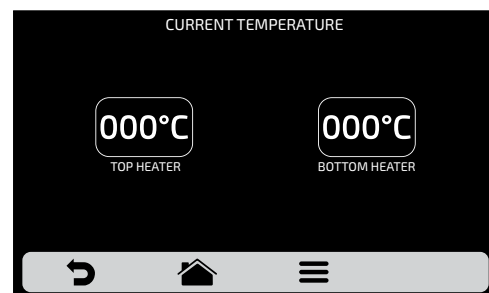 CURRENT TEMPERATURE
000°C 000°C
TOP HEATER BOTTOM HEATER